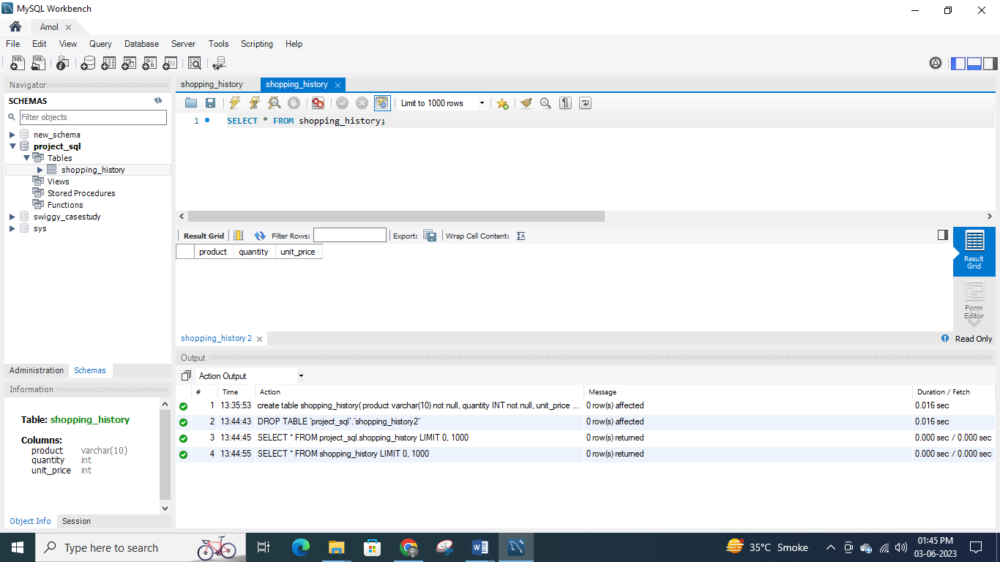 MySQL Workbench
Amol
File Edit View Query Database Server Tools Scripting Help
Navigator
SCHEMAS
Filter objects
new_schema
project_sql
Tables
shopping_history
Views
Stored Procedures
Functions
swiggy_casestudy
sys
Administration Schemas
Information
Table: shopping_history
Columns:
product varchar(10)
quantity int
unit_price int
Object Info Session
shopping_history shopping_history
Limit to 1000 rows
1 SELECT * FROM shopping_history;
Result Grid Filter Rows: Export: Wrap Cell Content:
product quantity unit_price
Result
Grid
Form
Editor
shopping_history 2
Read Only
Output
Action Output
# Time Action Message Duration / Fetch
1 13:35:53 create table shopping_history( product varchar(10) not null, quantity INT not null, unit_price ... 0 row(s) affected 0.016 sec
2 13:44:43 DROP TABLE `project_sql`.`shopping_history2` 0 row(s) affected 0.016 sec
3 13:44:45 SELECT * FROM project_sql.shopping_history LIMIT 0, 1000 0 row(s) returned 0.000 sec / 0.000 sec
4 13:44:55 SELECT * FROM shopping_history LIMIT 0, 1000 0 row(s) returned 0.000 sec / 0.000 sec
Type here to search
35°C Smoke
01:45 PM
03-06-2023